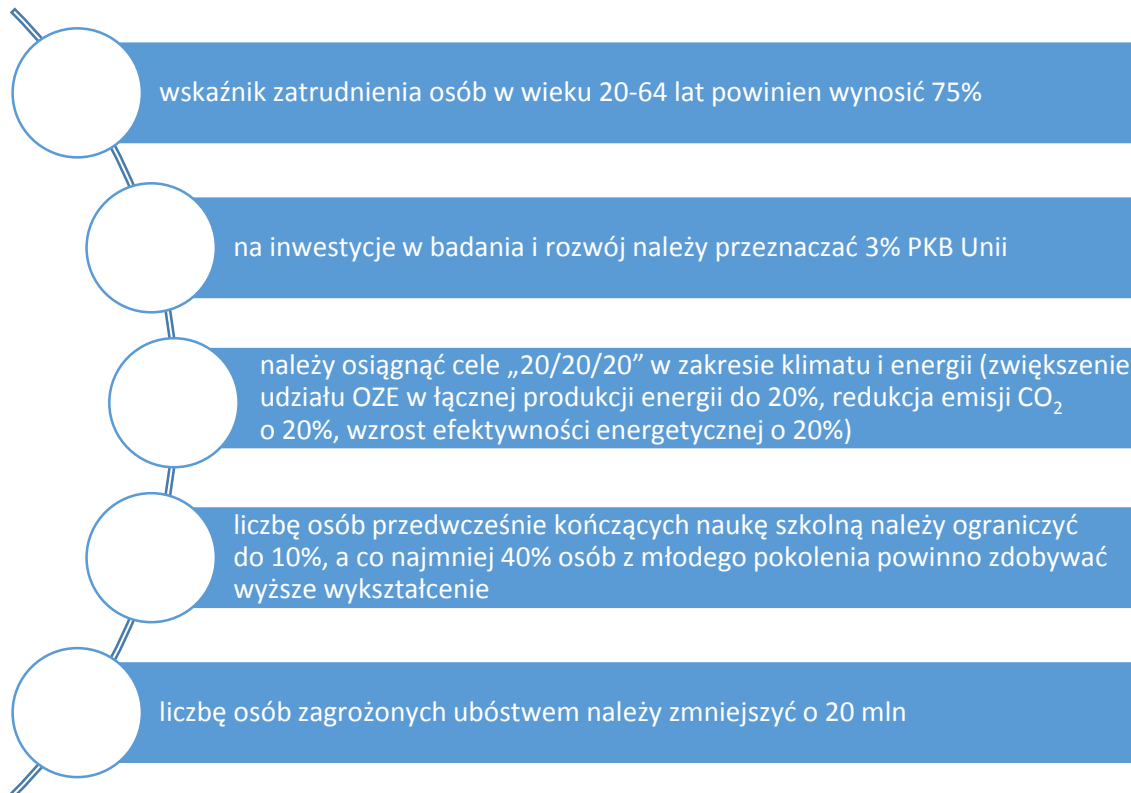 wskaźnik zatrudnienia osób w wieku 20-64 lat powinien wynosić 75%
na inwestycje w badania i rozwój należy przeznaczać 3% PKB Unii
należy osiągnąć cele „20/20/20” w zakresie klimatu i energii (zwiększenie
udziału OZE w łącznej produkcji energii do 20%, redukcja emisji CO₂
o 20%, wzrost efektywności energetycznej o 20%)
liczbę osób przedwcześnie kończących naukę szkolną należy ograniczyć
do 10%, a co najmniej 40% osób z młodego pokolenia powinno zdobywać
wyższe wykształcenie
liczbę osób zagrożonych ubóstwem należy zmniejszyć o 20 mln